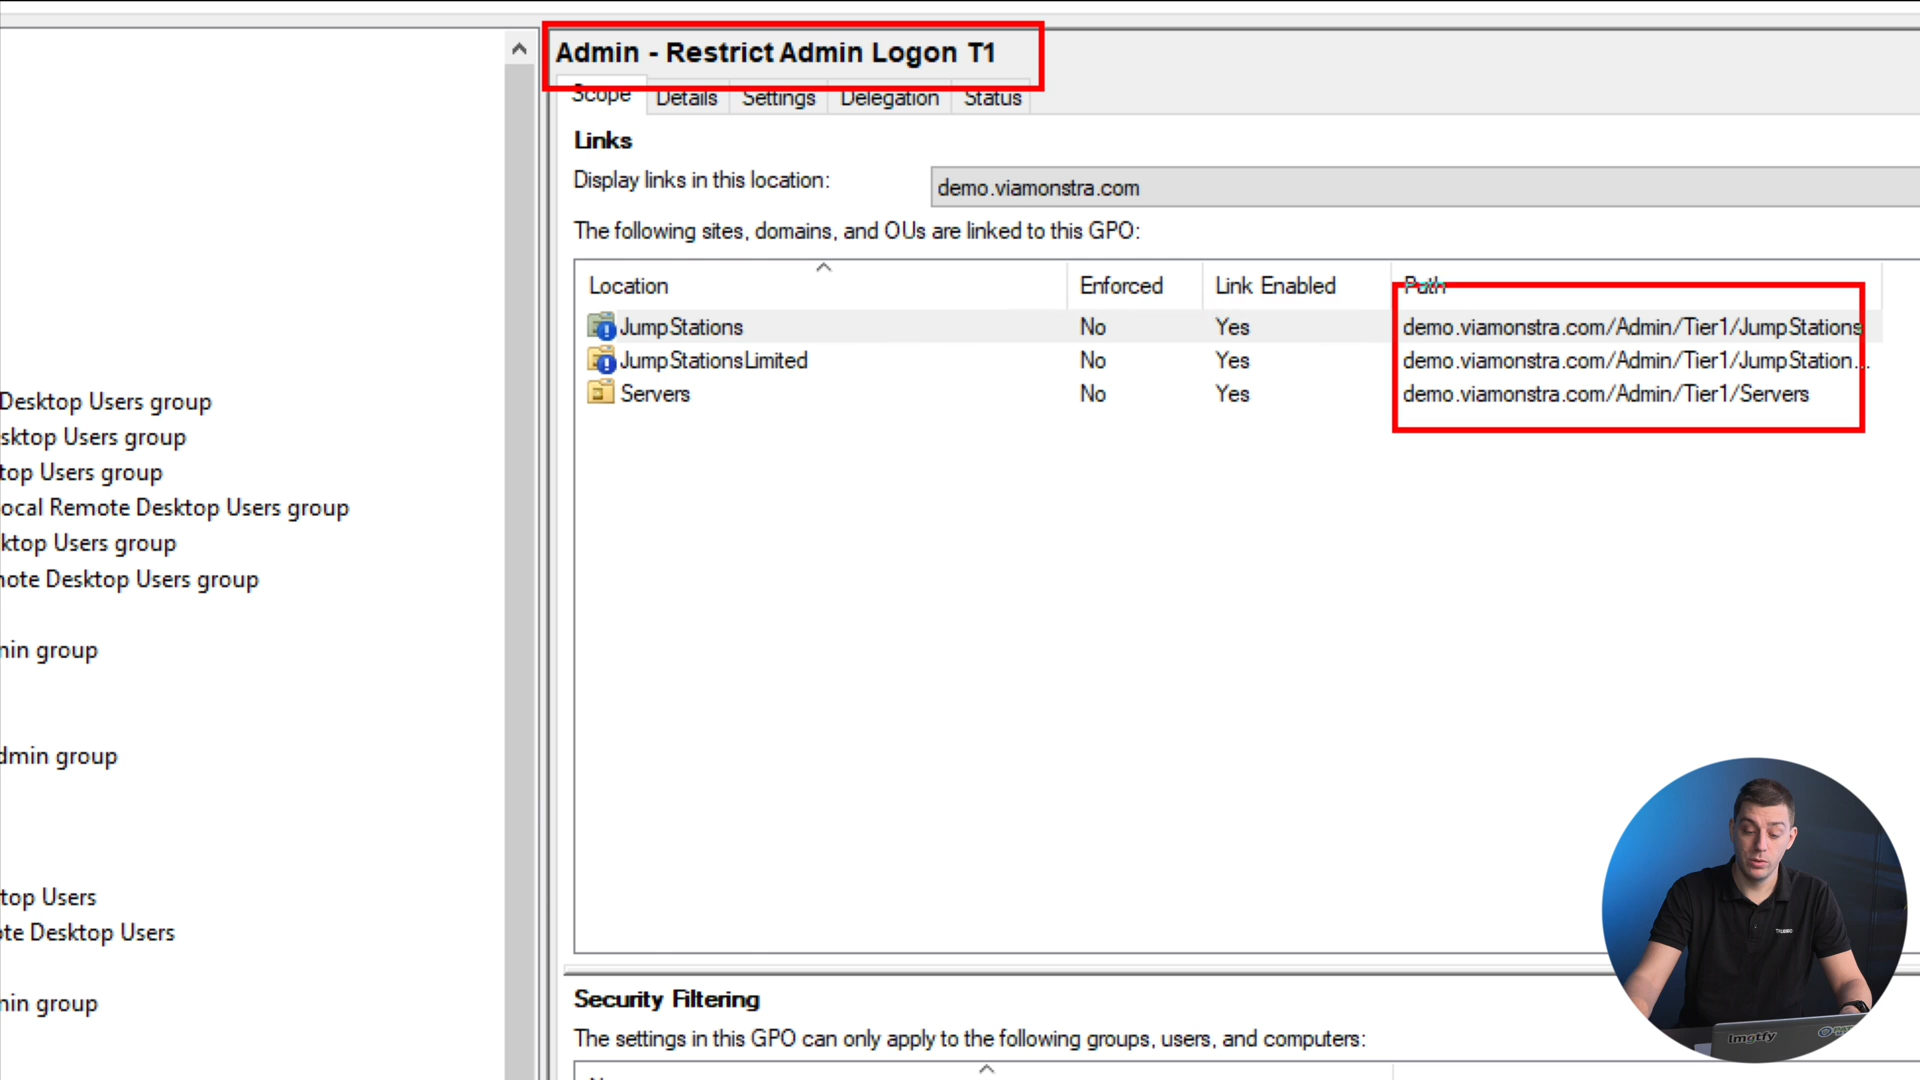 Admin - Restrict Admin Logon T1
Scope Details Settings Delegation Status
Links
Display links in this location: demo.viamonstra.com
The following sites, domains, and OUs are linked to this GPO:
Location Enforced Link Enabled Path
JumpStations No Yes demo.viamonstra.com/Admin/Tier1/JumpStations
JumpStationsLimited No Yes demo.viamonstra.com/Admin/Tier1/JumpStation...
Servers No Yes demo.viamonstra.com/Admin/Tier1/Servers
Desktop Users group
sktop Users group
top Users group
ocal Remote Desktop Users group
ktop Users group
note Desktop Users group
nin group
dmin group
top Users
ote Desktop Users
nin group
Security Filtering
The settings in this GPO can only apply to the following groups, users, and computers:
lmgtfy